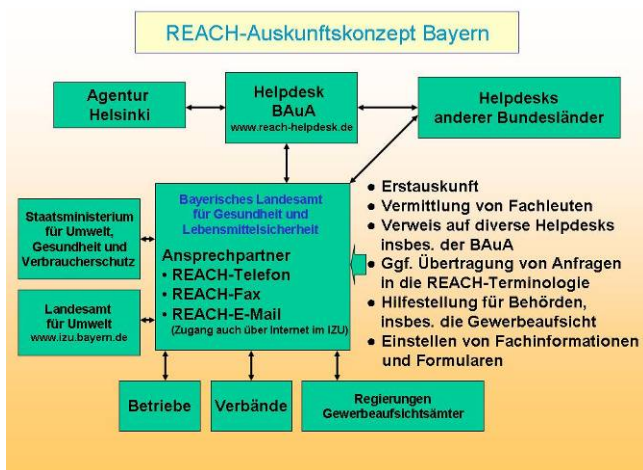 REACH-Auskunftskonzept Bayern
Agentur
Helsinki
Helpdesk
BAuA
www.reach-helpdesk.de
Helpdesks
anderer Bundesländer
Staatsministerium
für Umwelt,
Gesundheit und
Verbraucherschutz
Landesamt
für Umwelt
www.izu.bayern.de
Bayerisches Landesamt
für Gesundheit und
Lebensmittelsicherheit
Ansprechpartner
• REACH-Telefon
• REACH-Fax
• REACH-E-Mail
(Zugang auch über Internet im IZU)
● Erstauskunft
● Vermittlung von Fachleuten
● Verweis auf diverse Helpdesks
insbes. der BAuA
● Ggf. Übertragung von Anfragen
in die REACH-Terminologie
● Hilfestellung für Behörden,
insbes. die Gewerbeaufsicht
● Einstellen von Fachinformationen
und Formularen
Betriebe
Verbände
Regierungen
Gewerbeaufsichtsämter